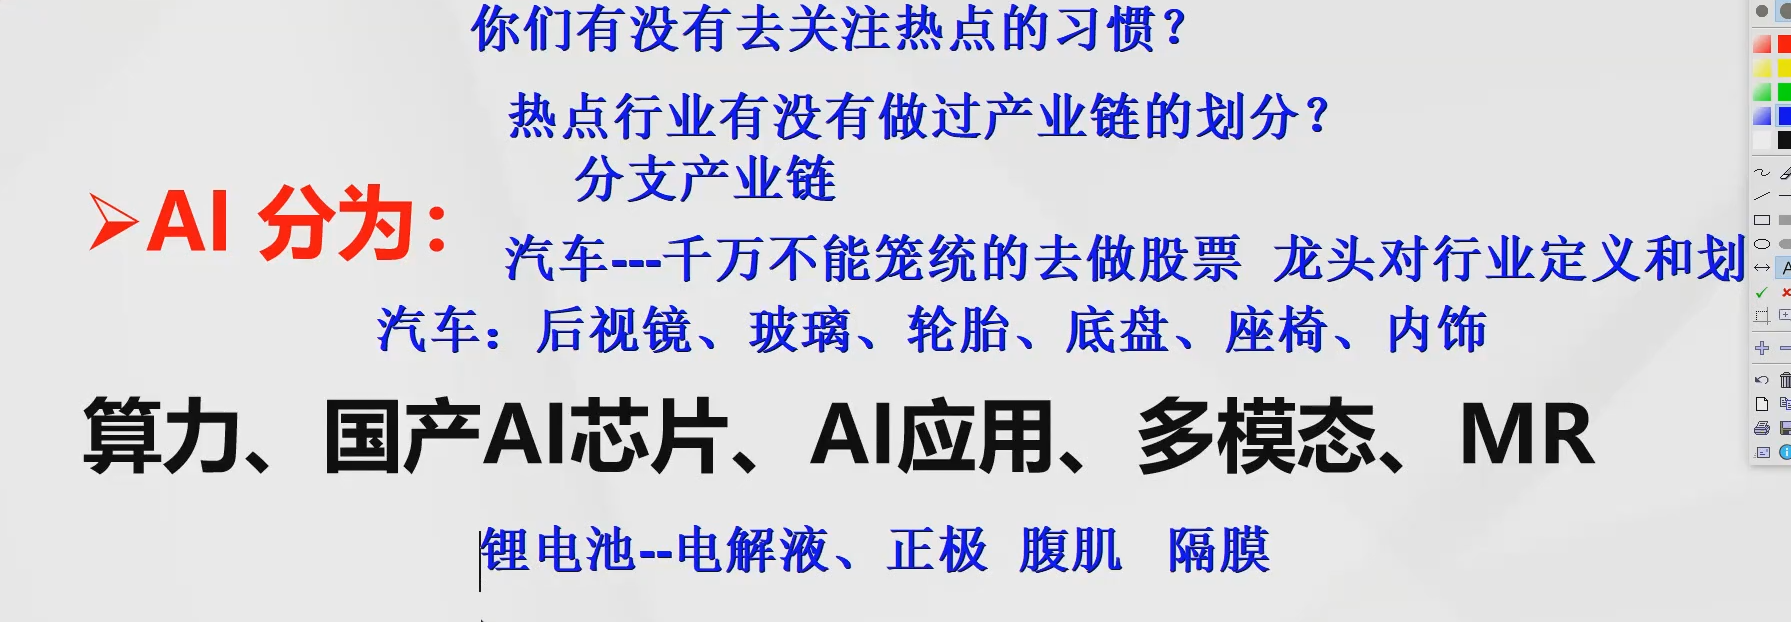 你们有没有去关注热点的习惯？
热点行业有没有做过产业链的划分？
分支产业链
➢AI 分为：
汽车---千万不能笼统的去做股票 龙头对行业定义和划
汽车：后视镜、玻璃、轮胎、底盘、座椅、内饰
算力、国产AI芯片、AI应用、多模态、MR
锂电池--电解液、正极 腹肌 隔膜